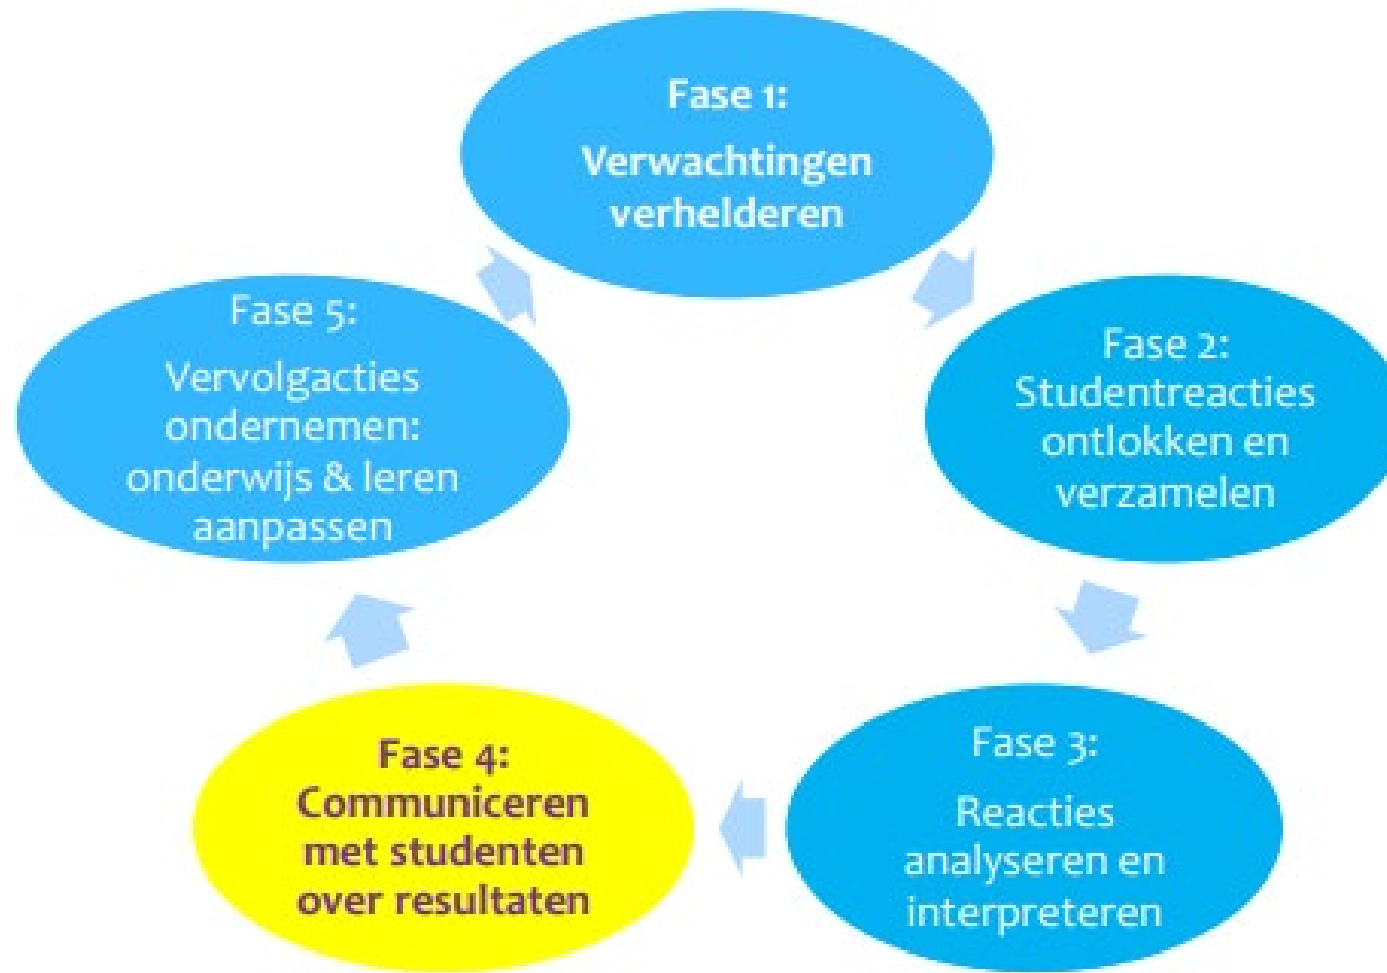 Fase 1:
Verwachtingen
verhelderen
Fase 2:
Studentreacties
ontlokken en
verzamelen
Fase 3:
Reacties
analyseren en
interpreteren
Fase 4:
Communiceren
met studenten
over resultaten
Fase 5:
Vervolgacties
ondernemen:
onderwijs & leren
aanpassen